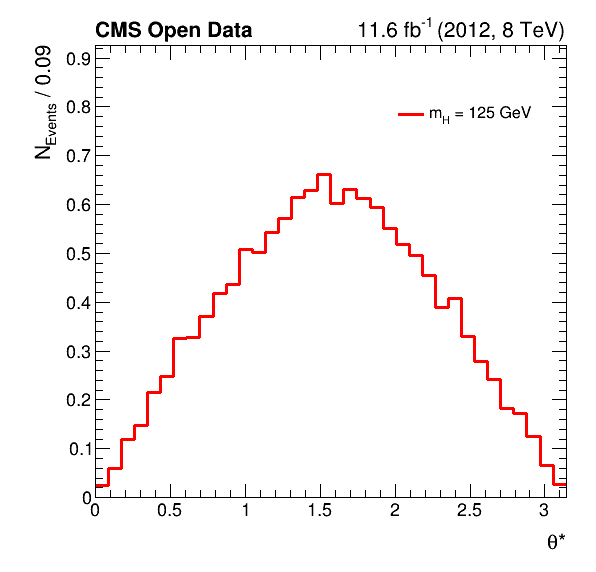 CMS Open Data
11.6 fb⁻¹ (2012, 8 TeV)
N_Events / 0.09
m_H = 125 GeV
0.9
0.8
0.7
0.6
0.5
0.4
0.3
0.2
0.1
0
0 0.5 1 1.5 2 2.5 3
θ*